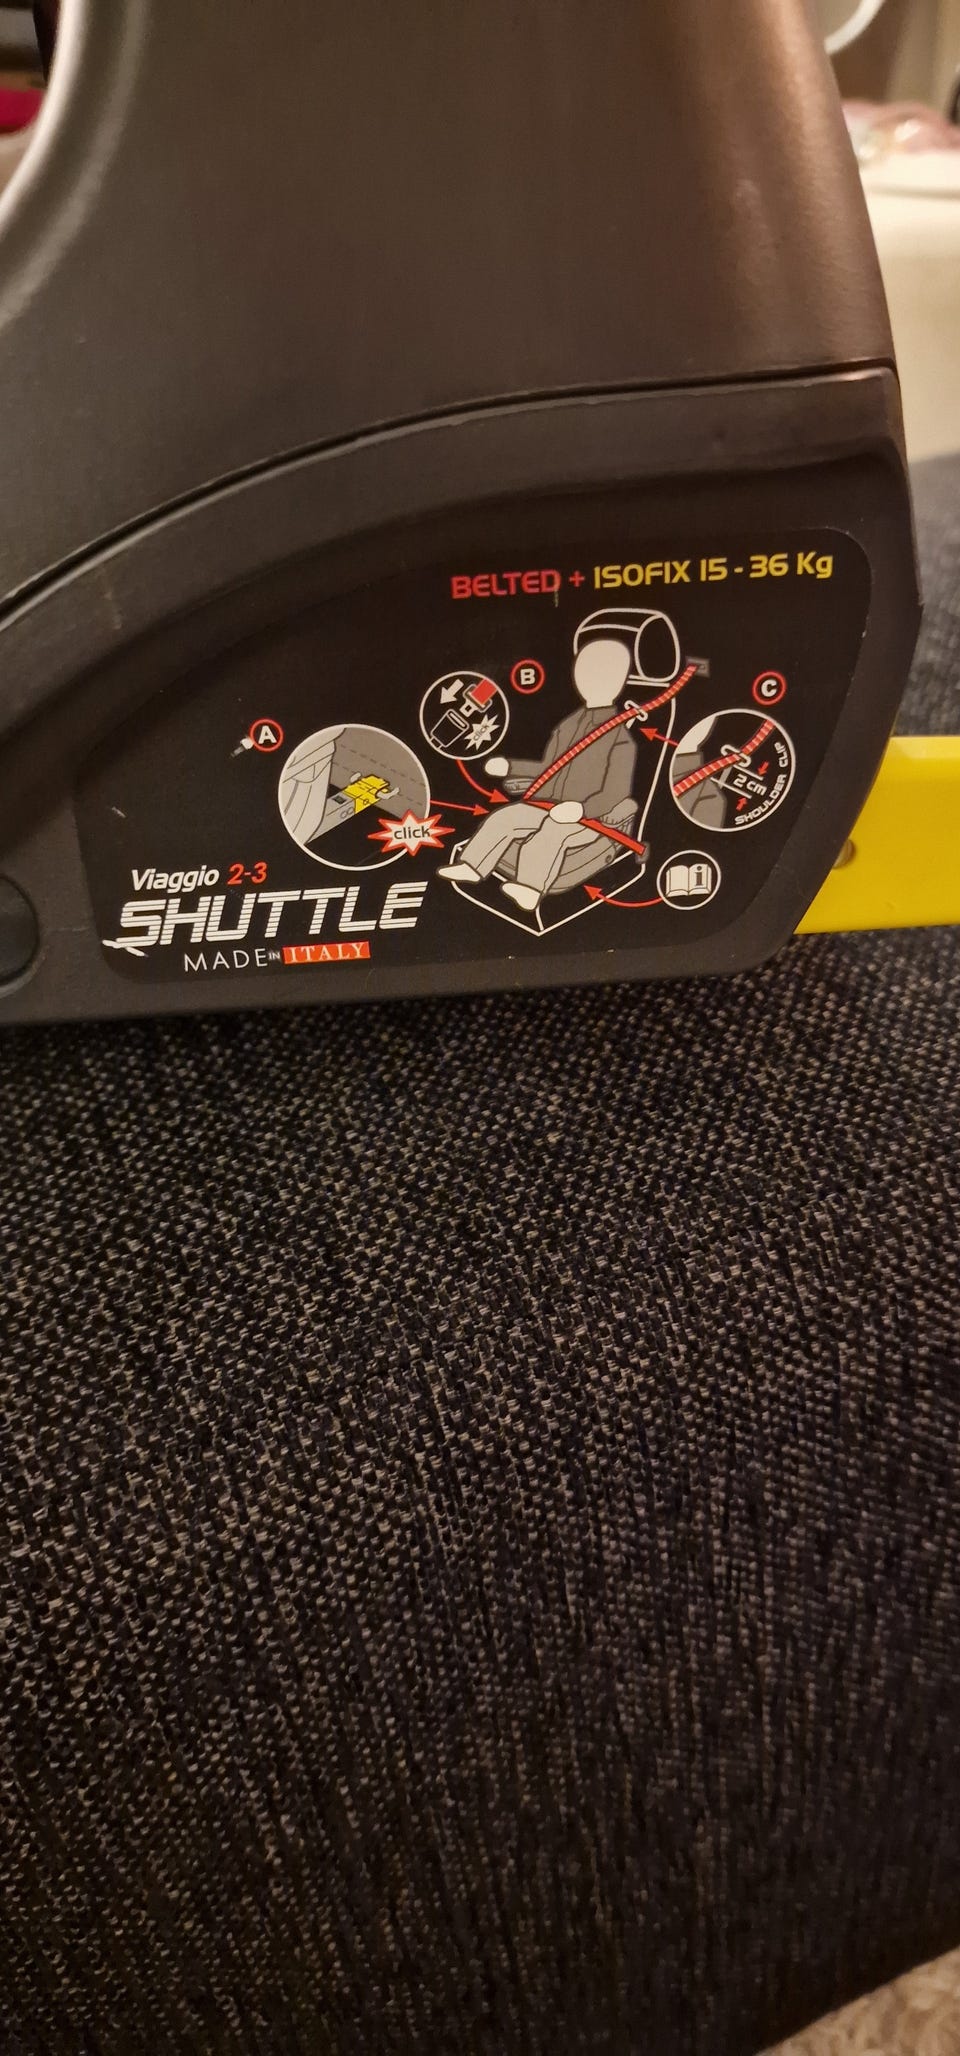 BELTED + ISOFIX 15 - 36 Kg
B
C
A
click
2 cm
SHOULDER CLIP
click
i
Viaggio 2-3
SHUTTLE
MADE IN ITALY